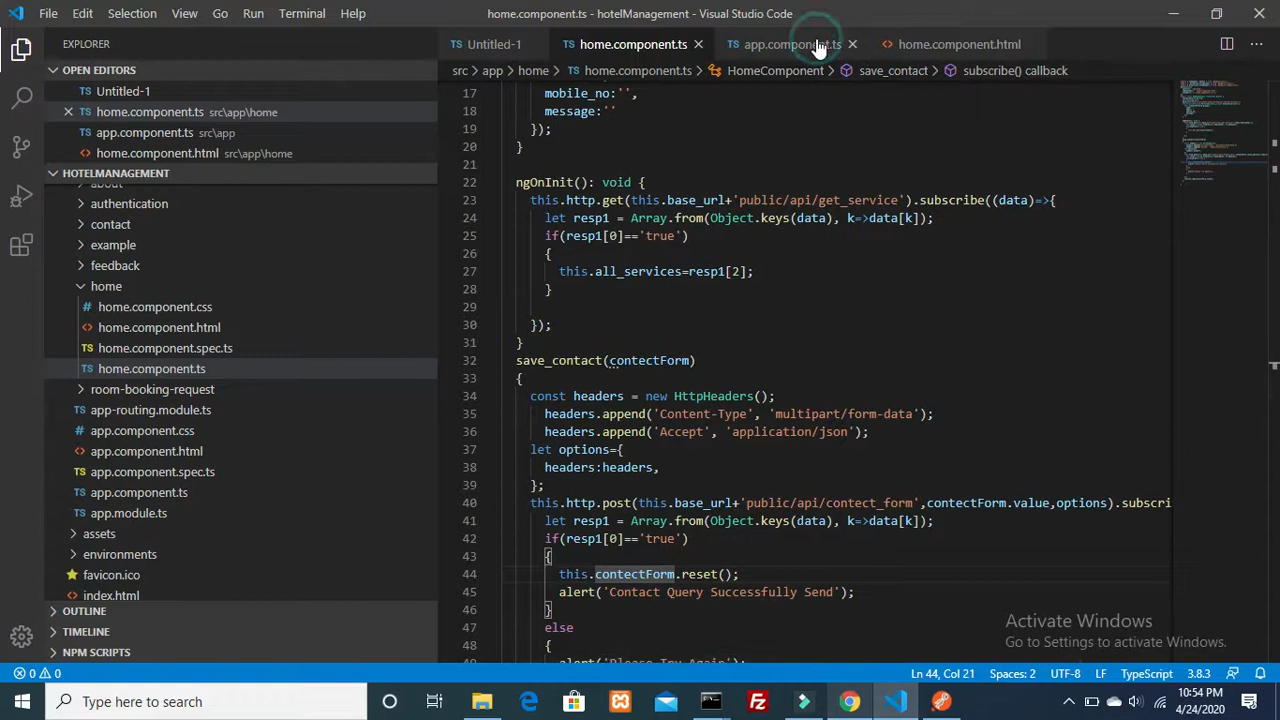 File Edit Selection View Go Run Terminal Help
home.component.ts - hotelManagement - Visual Studio Code
EXPLORER
Untitled-1
home.component.ts
app.component.ts
home.component.html
OPEN EDITORS
src > app > home > home.component.ts > HomeComponent > save_contact > subscribe() callback
Untitled-1
home.component.ts src\app\home
app.component.ts src\app
home.component.html src\app\home
HOTELMANAGEMENT
about
authentication
contact
example
feedback
home
home.component.css
home.component.html
home.component.spec.ts
home.component.ts
room-booking-request
app-routing.module.ts
app.component.css
app.component.html
app.component.spec.ts
app.component.ts
app.module.ts
assets
environments
favicon.ico
index.html
OUTLINE
TIMELINE
NPM SCRIPTS
17 mobile_no:'',
18 message:''
19 });
20 }
21
22 ngOnInit(): void {
23 this.http.get(this.base_url+'public/api/get_service').subscribe((data)=>{
24 let resp1 = Array.from(Object.keys(data), k=>data[k]);
25 if(resp1[0]=='true')
26 {
27 this.all_services=resp1[2];
28 }
29
30 });
31 }
32 save_contact(contectForm)
33 {
34 const headers = new HttpHeaders();
35 headers.append('Content-Type', 'multipart/form-data');
36 headers.append('Accept', 'application/json');
37 let options={
38 headers:headers,
39 };
40 this.http.post(this.base_url+'public/api/contact_form',contectForm.value,options).subscri
41 let resp1 = Array.from(Object.keys(data), k=>data[k]);
42 if(resp1[0]=='true')
43 {
44 this.contectForm.reset();
45 alert('Contact Query Successfully Send');
46 }
47 else
48 {
49 alert('Please Try Again');
Activate Windows
Go to Settings to activate Windows.
0 0
Ln 44, Col 21 Spaces: 2 UTF-8 LF TypeScript 3.8.3
Type here to search
10:54 PM
4/24/2020